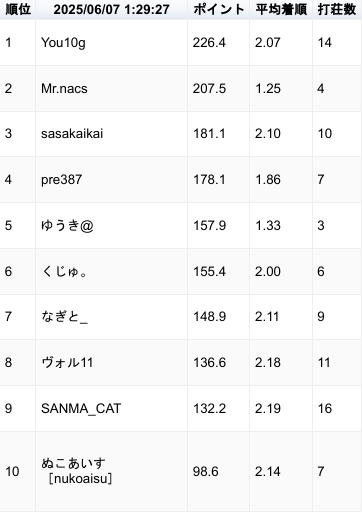 順位 2025/06/07 1:29:27 ポイント 平均着順 打荘数
1 You10g 226.4 2.07 14
2 Mr.nacs 207.5 1.25 4
3 sasakaikai 181.1 2.10 10
4 pre387 178.1 1.86 7
5 ゆうき@ 157.9 1.33 3
6 くじゅ。 155.4 2.00 6
7 なぎと_ 148.9 2.11 9
8 ヴォル11 136.6 2.18 11
9 SANMA_CAT 132.2 2.19 16
10 ぬこあいす 98.6 2.14 7
［nukoaisu］